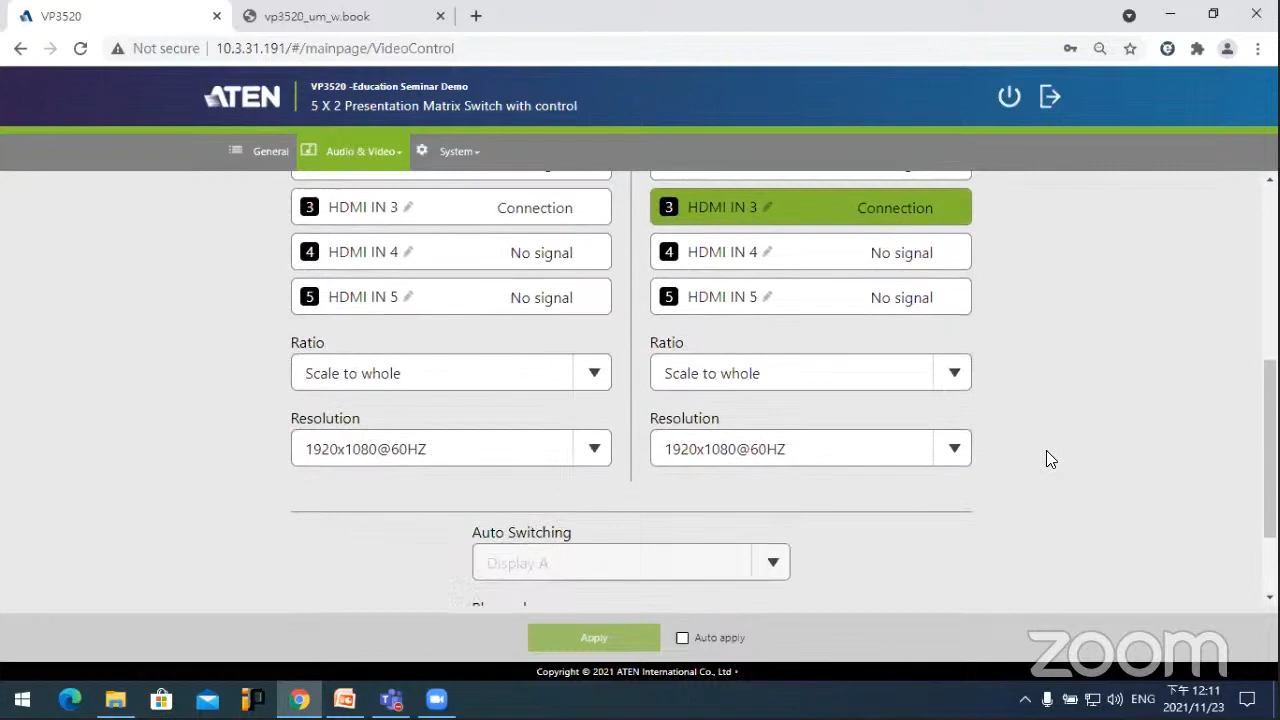 VP3520
vp3520_um_w.book
Not secure
10.3.31.191/#/mainpage/VideoControl
ATEN
VP3520 -Education Seminar Demo
5 X 2 Presentation Matrix Switch with control
General
Audio & Video
System
3 HDMI IN 3 Connection
3 HDMI IN 3 Connection
4 HDMI IN 4 No signal
4 HDMI IN 4 No signal
5 HDMI IN 5 No signal
5 HDMI IN 5 No signal
Ratio
Ratio
Scale to whole
Scale to whole
Resolution
Resolution
1920x1080@60HZ
1920x1080@60HZ
Auto Switching
Display A
Apply
Auto apply
zoom
Copyright © 2021 ATEN International Co., Ltd •
ENG
下午 12:11
2021/11/23